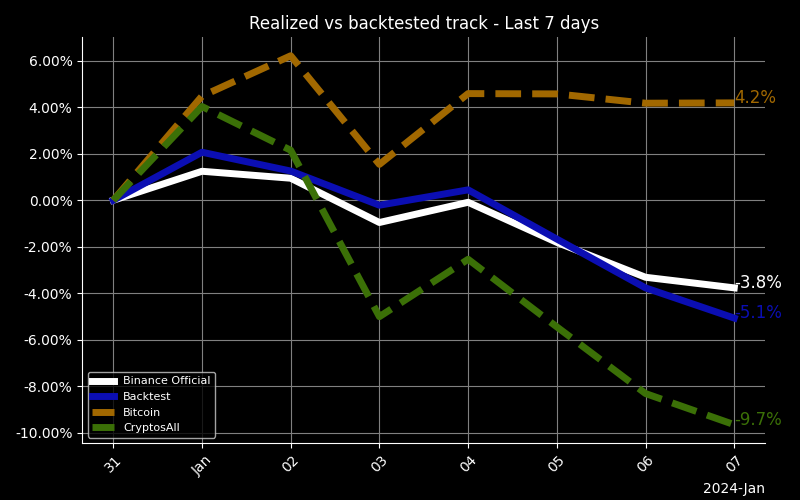 Realized vs backtested track - Last 7 days
6.00%
4.00%
2.00%
0.00%
-2.00%
-4.00%
-6.00%
-8.00%
-10.00%
4.2%
-3.8%
-5.1%
-9.7%
Binance Official
Backtest
Bitcoin
CryptosAll
31
Jan
02
03
04
05
06
07
2024-Jan